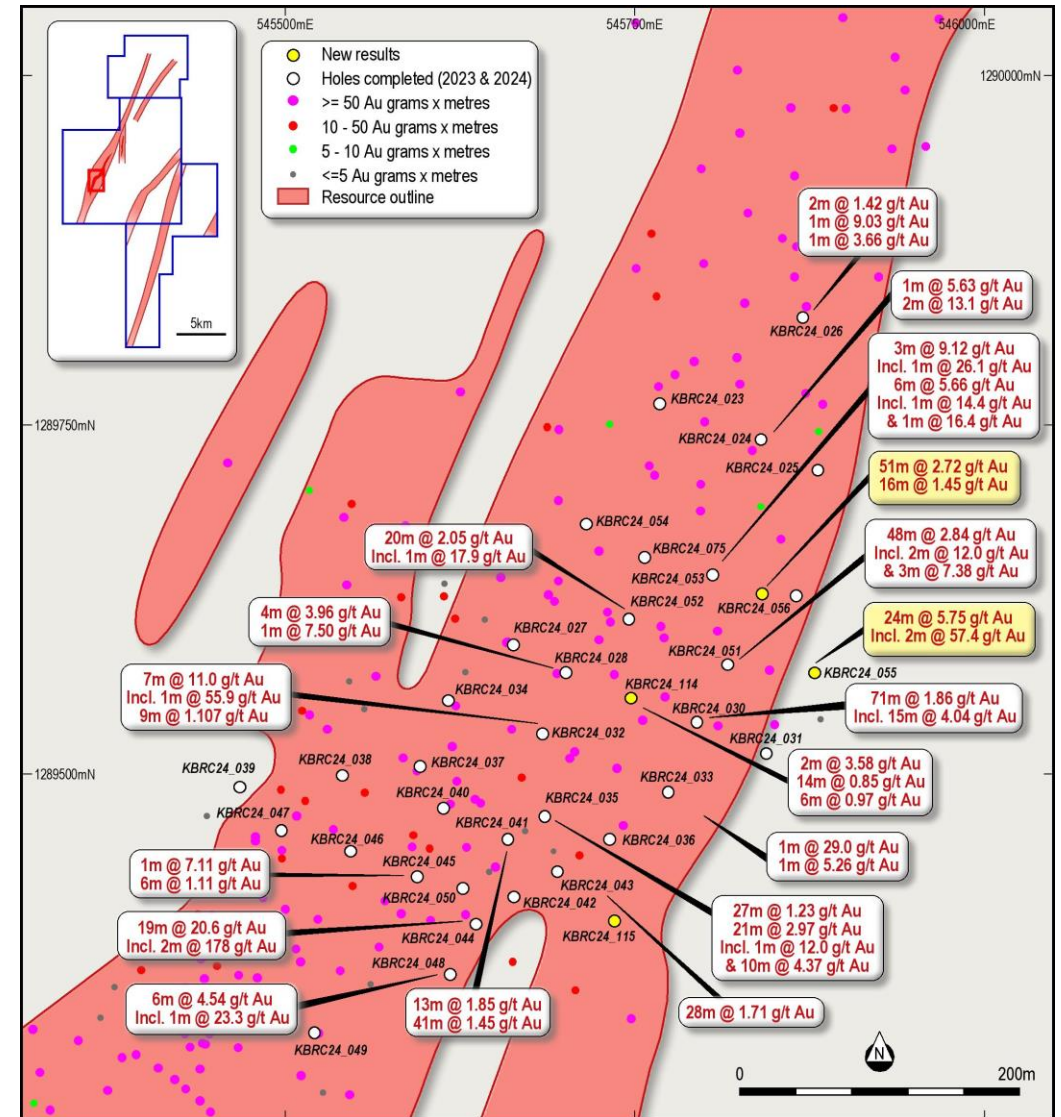 545500mE
545750mE
546000mE
1290000mN
1289750mN
1289500mN
5km
New results
Holes completed (2023 & 2024)
>= 50 Au grams x metres
10 - 50 Au grams x metres
5 - 10 Au grams x metres
<=5 Au grams x metres
Resource outline
2m @ 1.42 g/t Au
1m @ 9.03 g/t Au
1m @ 3.66 g/t Au
KBRC24_026
1m @ 5.63 g/t Au
2m @ 13.1 g/t Au
3m @ 9.12 g/t Au
Incl. 1m @ 26.1 g/t Au
6m @ 5.66 g/t Au
Incl. 1m @ 14.4 g/t Au
& 1m @ 16.4 g/t Au
KBRC24_023
KBRC24_024
KBRC24_025
51m @ 2.72 g/t Au
16m @ 1.45 g/t Au
KBRC24_054
20m @ 2.05 g/t Au
Incl. 1m @ 17.9 g/t Au
48m @ 2.84 g/t Au
Incl. 2m @ 12.0 g/t Au
& 3m @ 7.38 g/t Au
KBRC24_075
KBRC24_053
KBRC24_052
KBRC24_056
4m @ 3.96 g/t Au
1m @ 7.50 g/t Au
24m @ 5.75 g/t Au
Incl. 2m @ 57.4 g/t Au
KBRC24_027
KBRC24_028
KBRC24_051
KBRC24_055
7m @ 11.0 g/t Au
Incl. 1m @ 55.9 g/t Au
9m @ 1.107 g/t Au
KBRC24_034
KBRC24_114
KBRC24_030
71m @ 1.86 g/t Au
Incl. 15m @ 4.04 g/t Au
KBRC24_032
KBRC24_031
KBRC24_039
KBRC24_038
KBRC24_037
KBRC24_033
2m @ 3.58 g/t Au
14m @ 0.85 g/t Au
6m @ 0.97 g/t Au
KBRC24_040
KBRC24_035
KBRC24_047
KBRC24_041
KBRC24_046
KBRC24_036
1m @ 29.0 g/t Au
1m @ 5.26 g/t Au
1m @ 7.11 g/t Au
6m @ 1.11 g/t Au
KBRC24_045
KBRC24_050
KBRC24_043
KBRC24_042
19m @ 20.6 g/t Au
Incl. 2m @ 178 g/t Au
KBRC24_044
KBRC24_115
27m @ 1.23 g/t Au
21m @ 2.97 g/t Au
Incl. 1m @ 12.0 g/t Au
& 10m @ 4.37 g/t Au
KBRC24_048
6m @ 4.54 g/t Au
Incl. 1m @ 23.3 g/t Au
13m @ 1.85 g/t Au
41m @ 1.45 g/t Au
28m @ 1.71 g/t Au
KBRC24_049
N
0
200m